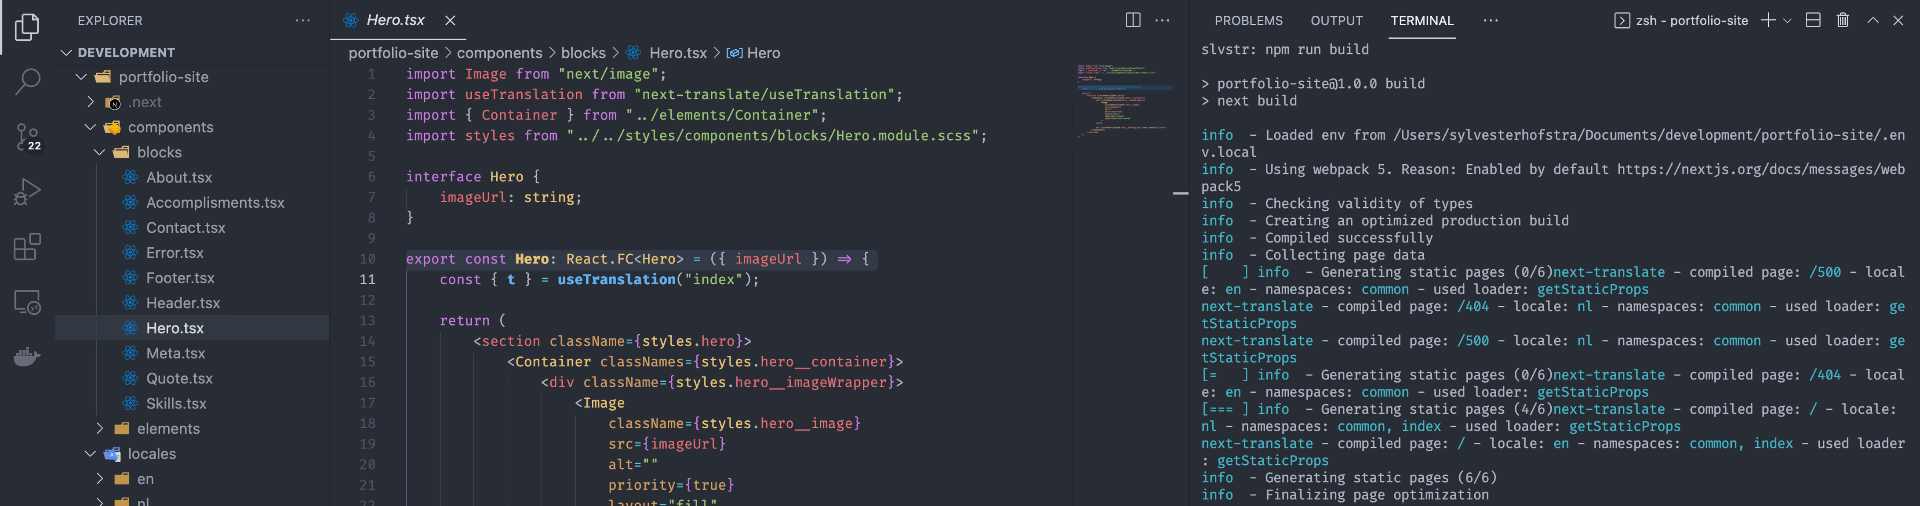 EXPLORER
DEVELOPMENT
portfolio-site
.next
components
blocks
About.tsx
Accomplisments.tsx
Contact.tsx
Error.tsx
Footer.tsx
Header.tsx
Hero.tsx
Meta.tsx
Quote.tsx
Skills.tsx
elements
locales
en
nl
22
Hero.tsx
portfolio-site > components > blocks > Hero.tsx > Hero
1 import Image from "next/image";
2 import useTranslation from "next-translate/useTranslation";
3 import { Container } from "../elements/Container";
4 import styles from "../../styles/components/blocks/Hero.module.scss";
5
6 interface Hero {
7 imageUrl: string;
8 }
9
10 export const Hero: React.FC<Hero> = ({ imageUrl }) => {
11 const { t } = useTranslation("index");
12
13 return (
14 <section className={styles.hero}>
15 <Container classNames={styles.hero__container}>
16 <div className={styles.hero__imageWrapper}>
17 <Image
18 className={styles.hero__image}
19 src={imageUrl}
20 alt=""
21 priority={true}
22 layout="fill"
PROBLEMS OUTPUT TERMINAL zsh - portfolio-site
slvstr: npm run build
> portfolio-site@1.0.0 build
> next build
info - Loaded env from /Users/sylvesterhofstra/Documents/development/portfolio-site/.en
v.local
info - Using webpack 5. Reason: Enabled by default https://nextjs.org/docs/messages/web
pack5
info - Checking validity of types
info - Creating an optimized production build
info - Compiled successfully
info - Collecting page data
[    ] info - Generating static pages (0/6)next-translate - compiled page: /500 - local
e: en - namespaces: common - used loader: getStaticProps
next-translate - compiled page: /404 - locale: nl - namespaces: common - used loader: ge
tStaticProps
next-translate - compiled page: /500 - locale: nl - namespaces: common - used loader: ge
tStaticProps
[=   ] info - Generating static pages (0/6)next-translate - compiled page: /404 - local
e: en - namespaces: common - used loader: getStaticProps
[=== ] info - Generating static pages (4/6)next-translate - compiled page: / - locale:
nl - namespaces: common, index - used loader: getStaticProps
next-translate - compiled page: / - locale: en - namespaces: common, index - used loader
: getStaticProps
info - Generating static pages (6/6)
info - Finalizing page optimization